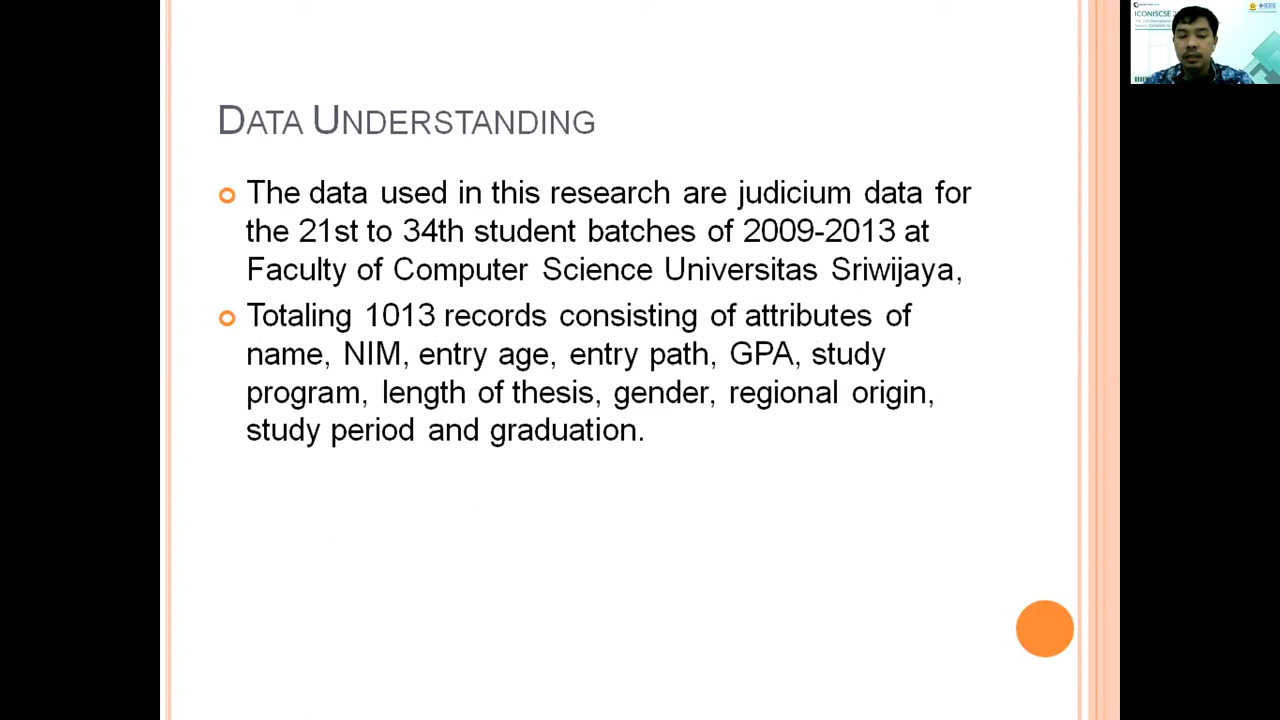 DATA UNDERSTANDING
The data used in this research are judicium data for
the 21st to 34th student batches of 2009-2013 at
Faculty of Computer Science Universitas Sriwijaya,
Totaling 1013 records consisting of attributes of
name, NIM, entry age, entry path, GPA, study
program, length of thesis, gender, regional origin,
study period and graduation.
ICONISCSE
IEEE